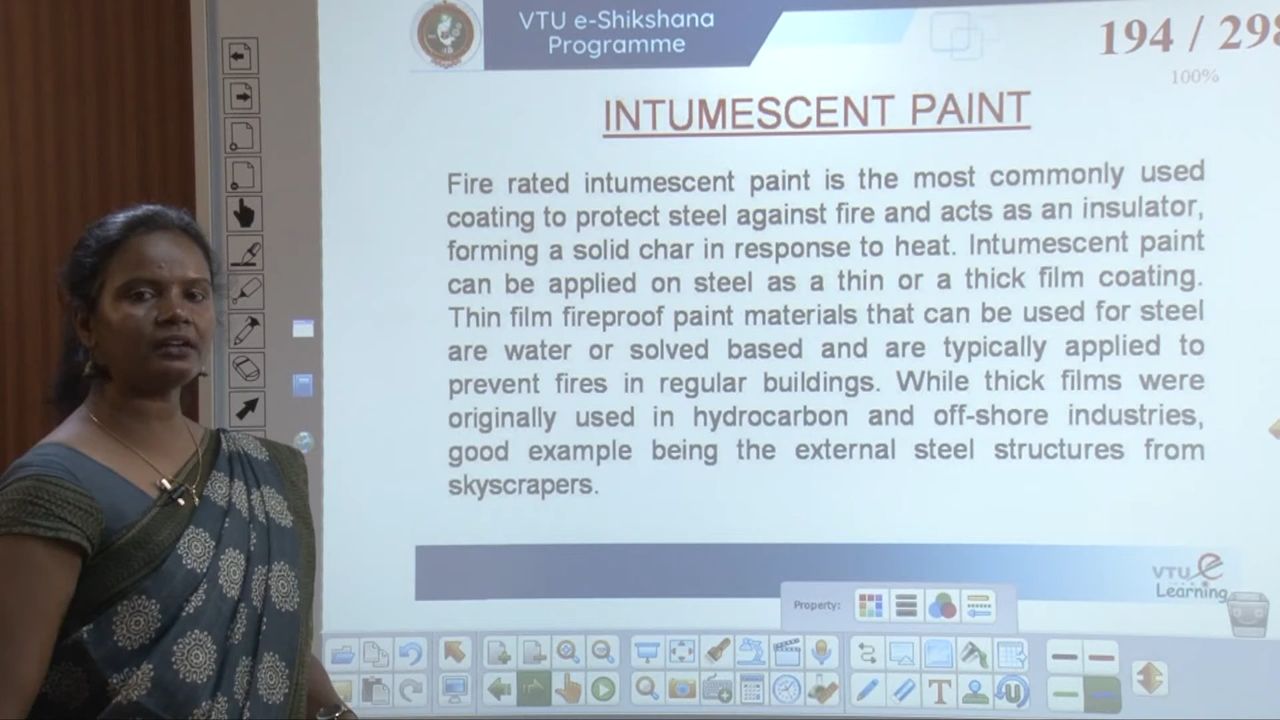 VTU e-Shikshana
Programme
194 / 298
100%
INTUMESCENT PAINT
Fire rated intumescent paint is the most commonly used
coating to protect steel against fire and acts as an insulator,
forming a solid char in response to heat. Intumescent paint
can be applied on steel as a thin or a thick film coating.
Thin film fireproof paint materials that can be used for steel
are water or solved based and are typically applied to
prevent fires in regular buildings. While thick films were
originally used in hydrocarbon and off-shore industries,
good example being the external steel structures from
skyscrapers.
VTU e
Learning
Property: